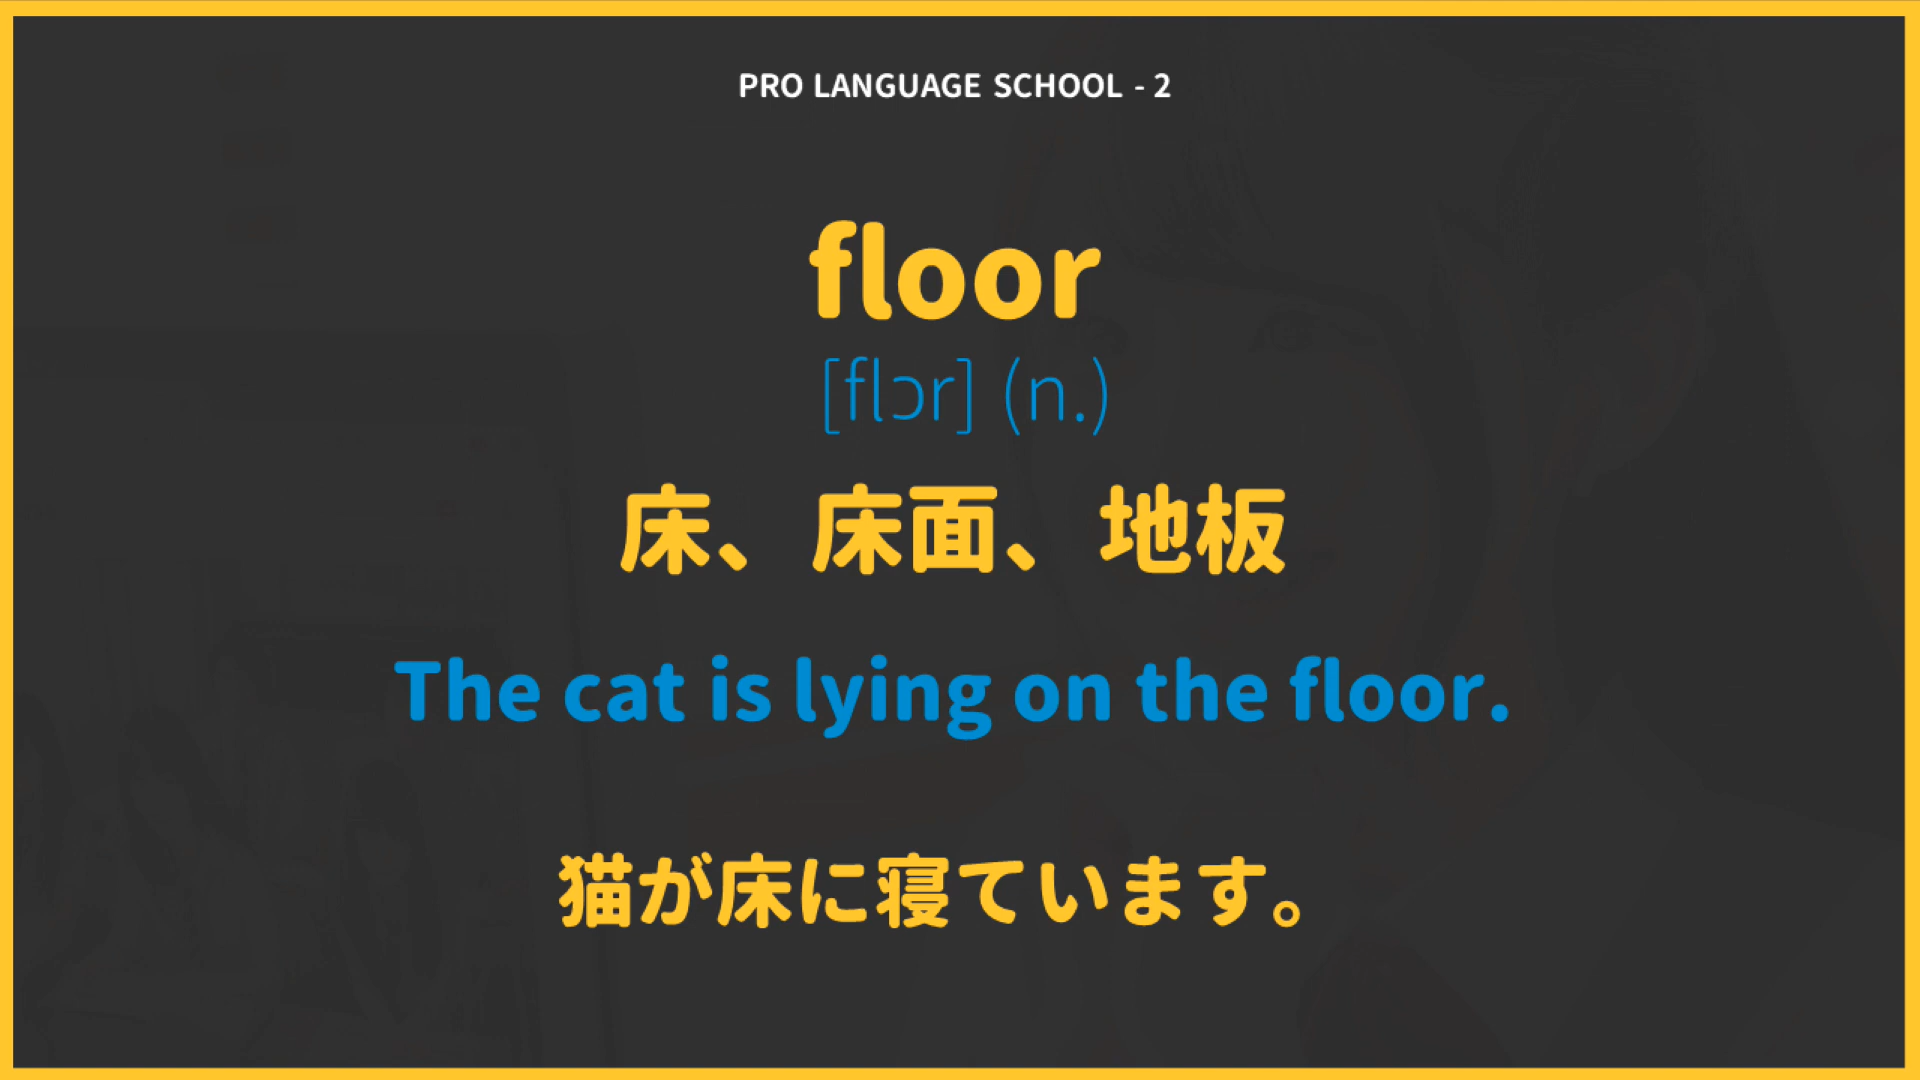 PRO LANGUAGE SCHOOL - 2
floor
[flɔr] (n.)
床、床面、地板
The cat is lying on the floor.
猫が床に寝ています。